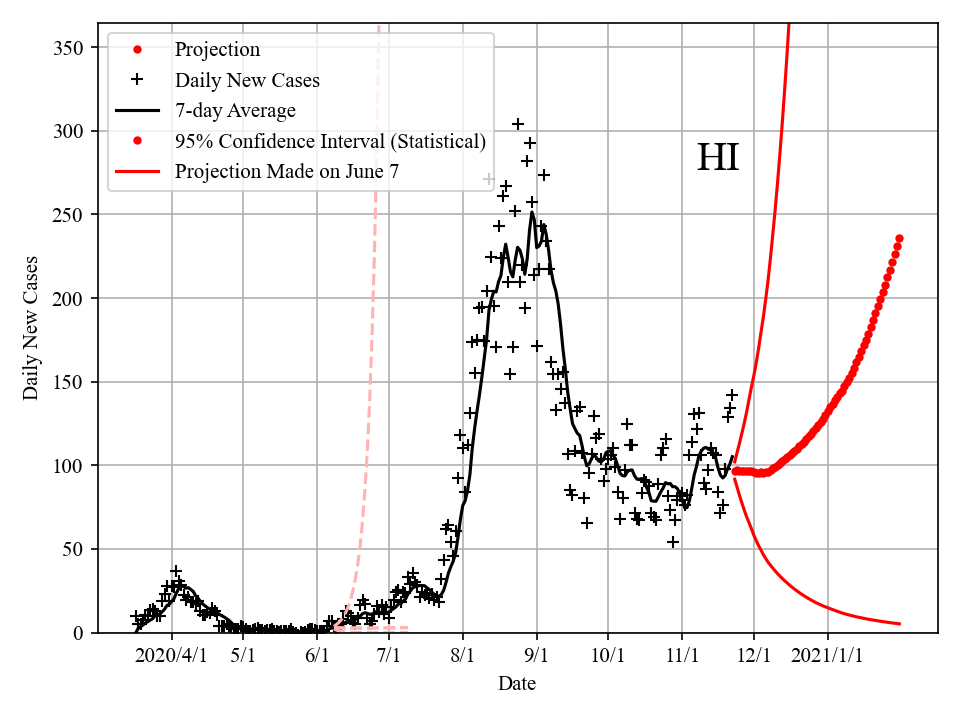 350
300
250
200
150
100
50
0
Projection
Daily New Cases
7-day Average
95% Confidence Interval (Statistical)
Projection Made on June 7
HI
Daily New Cases
2020/4/1 5/1 6/1 7/1 8/1 9/1 10/1 11/1 12/1 2021/1/1
Date